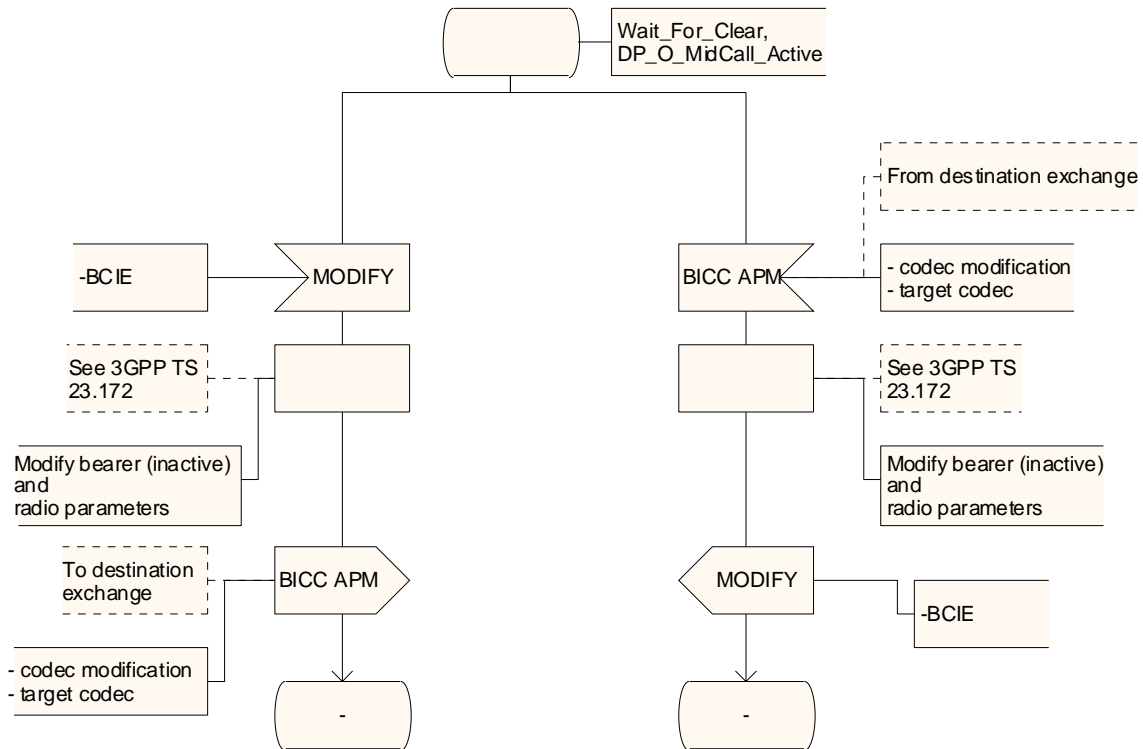 Wait_For_Clear,
DP_O_MidCall_Active
From destination exchange
-BCIE
MODIFY
BICC APM
- codec modification
- target codec
See 3GPP TS
23.172
See 3GPP TS
23.172
Modify bearer (inactive)
and
radio parameters
Modify bearer (inactive)
and
radio parameters
To destination
exchange
BICC APM
MODIFY
-BCIE
- codec modification
- target codec
-
-